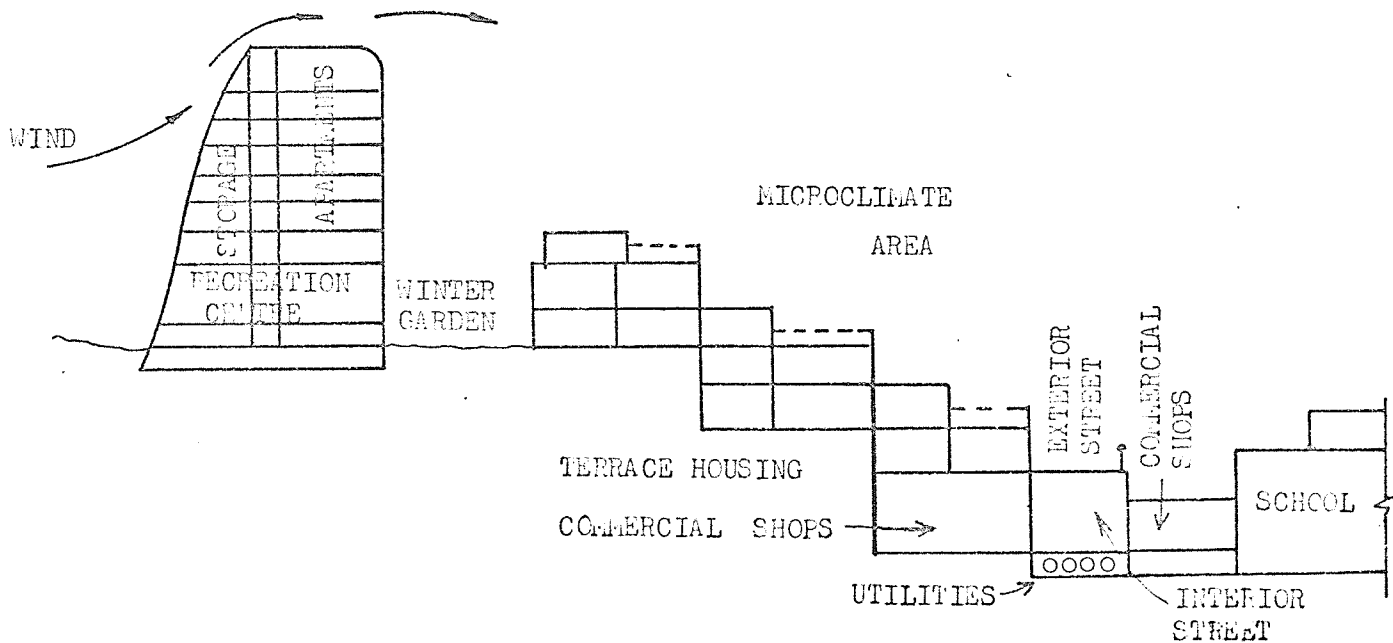 WIND
STORAGE
APARTMENTS
RECREATION
CENTRE
WINTER
GARDEN
MICROCLIMATE
AREA
EXTERIOR
STREET
COMMERCIAL
SHOPS
TERRACE HOUSING
COMMERCIAL SHOPS
SCHOOL
UTILITIES
INTERIOR
STREET